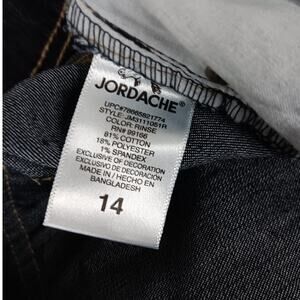 JORDACHE®
UPC#78665821774
STYLE: JM3111051R
COLOR: RINSE
RN# 99166
81% COTTON
18% POLYESTER
1% SPANDEX
EXCLUSIVE OF DECORATION
EXCLUSIVO DE DECORACION
MADE IN / HECHO EN
BANGLADESH
14